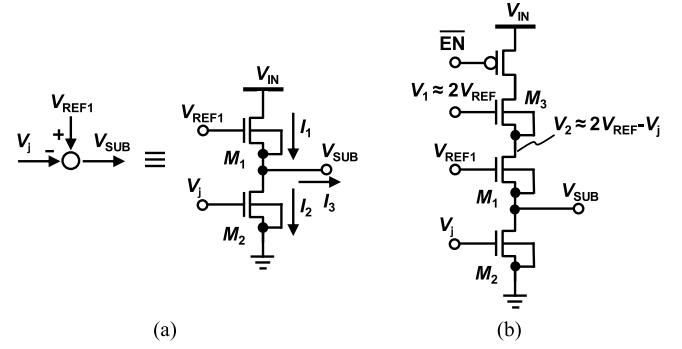 V_IN
EN
V_REF1
V_j
+
-
V_SUB
≡
V_IN
V_REF1
I_1
M_1
V_SUB
V_j
I_2
I_3
M_2
V_1 ≈ 2V_REF
M_3
V_2 ≈ 2V_REF-V_j
V_REF1
M_1
V_SUB
V_j
M_2
(a)
(b)